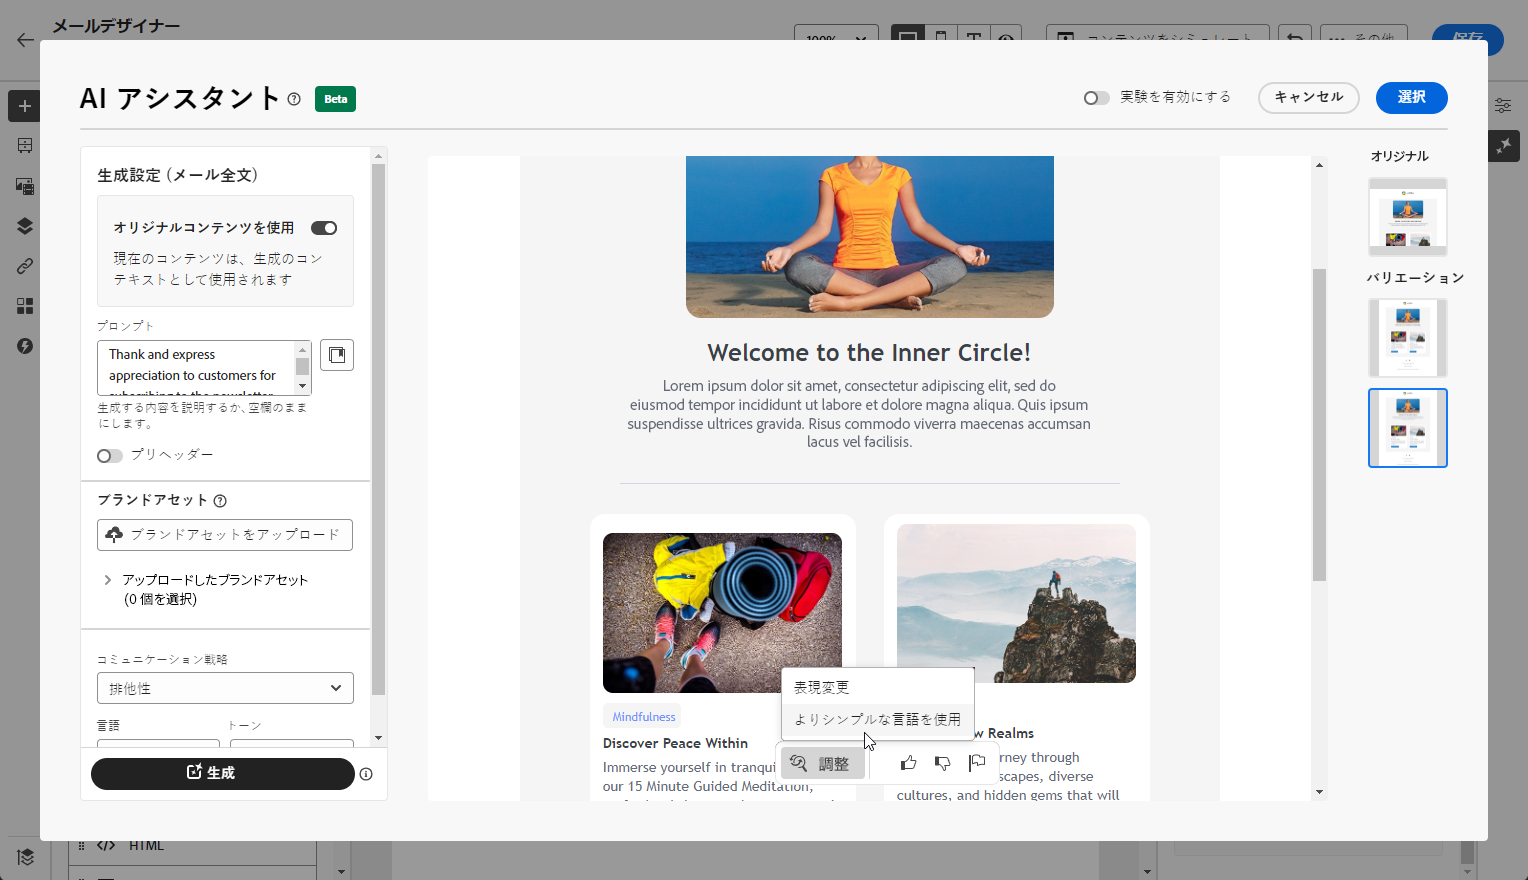 メールデザイナー
100%
コンテンツをシミュレート
その他
保存
AI アシスタント
Beta
実験を有効にする
キャンセル
選択
生成設定 (メール全文)
オリジナルコンテンツを使用
現在のコンテンツは、生成のコン
テキストとして使用されます
プロンプト
Thank and express
appreciation to customers for
subscribing to the newsletter
生成する内容を説明するか、空欄のまま
にします。
プリヘッダー
ブランドアセット
ブランドアセットをアップロード
アップロードしたブランドアセット
(0 個を選択)
コミュニケーション戦略
排他性
言語
トーン
生成
Welcome to the Inner Circle!
Lorem ipsum dolor sit amet, consectetur adipiscing elit, sed do
eiusmod tempor incididunt ut labore et dolore magna aliqua. Quis ipsum
suspendisse ultrices gravida. Risus commodo viverra maecenas accumsan
lacus vel facilisis.
Mindfulness
Discover Peace Within
Immerse yourself in tranqui
our 15 Minute Guided Meditation,
表現変更
よりシンプルな言語を使用
調整
w Realms
rney through
scapes, diverse
cultures, and hidden gems that will
オリジナル
バリエーション
HTML